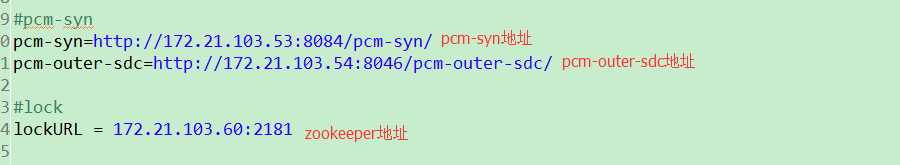 9 #pcm-syn
0 pcm-syn=http://172.21.103.53:8084/pcm-syn/ pcm-syn地址
1 pcm-outer-sdc=http://172.21.103.54:8046/pcm-outer-sdc/ pcm-outer-sdc地址
2
3 #lock
4 lockURL = 172.21.103.60:2181 zookeeper地址
5